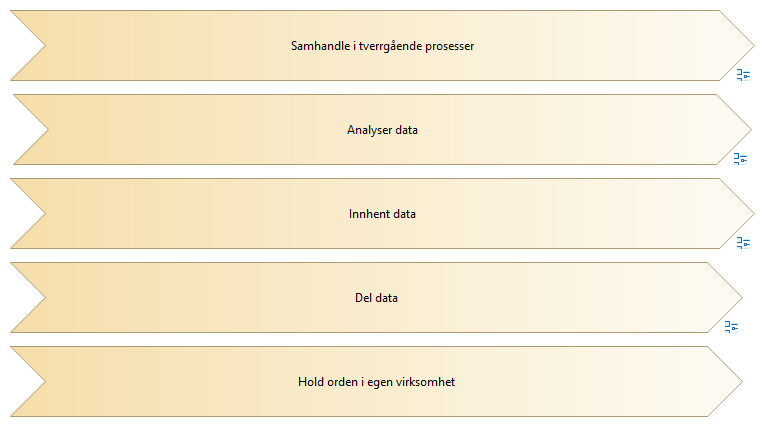 Samhandle i tverrgående prosesser
Analyser data
Innhent data
Del data
Hold orden i egen virksomhet